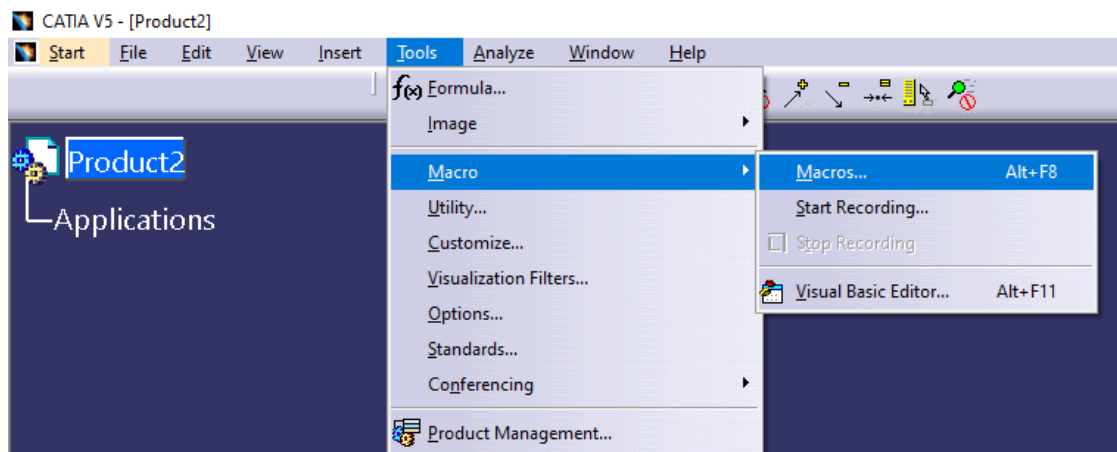 CATIA V5 - [Product2]
Start File Edit View Insert Tools Analyze Window Help
f(x) Formula...
Image
Product2
Macro
Macros... Alt+F8
Utility...
Start Recording...
Applications
Customize...
Stop Recording
Visualization Filters...
Visual Basic Editor... Alt+F11
Options...
Standards...
Conferencing
Product Management...